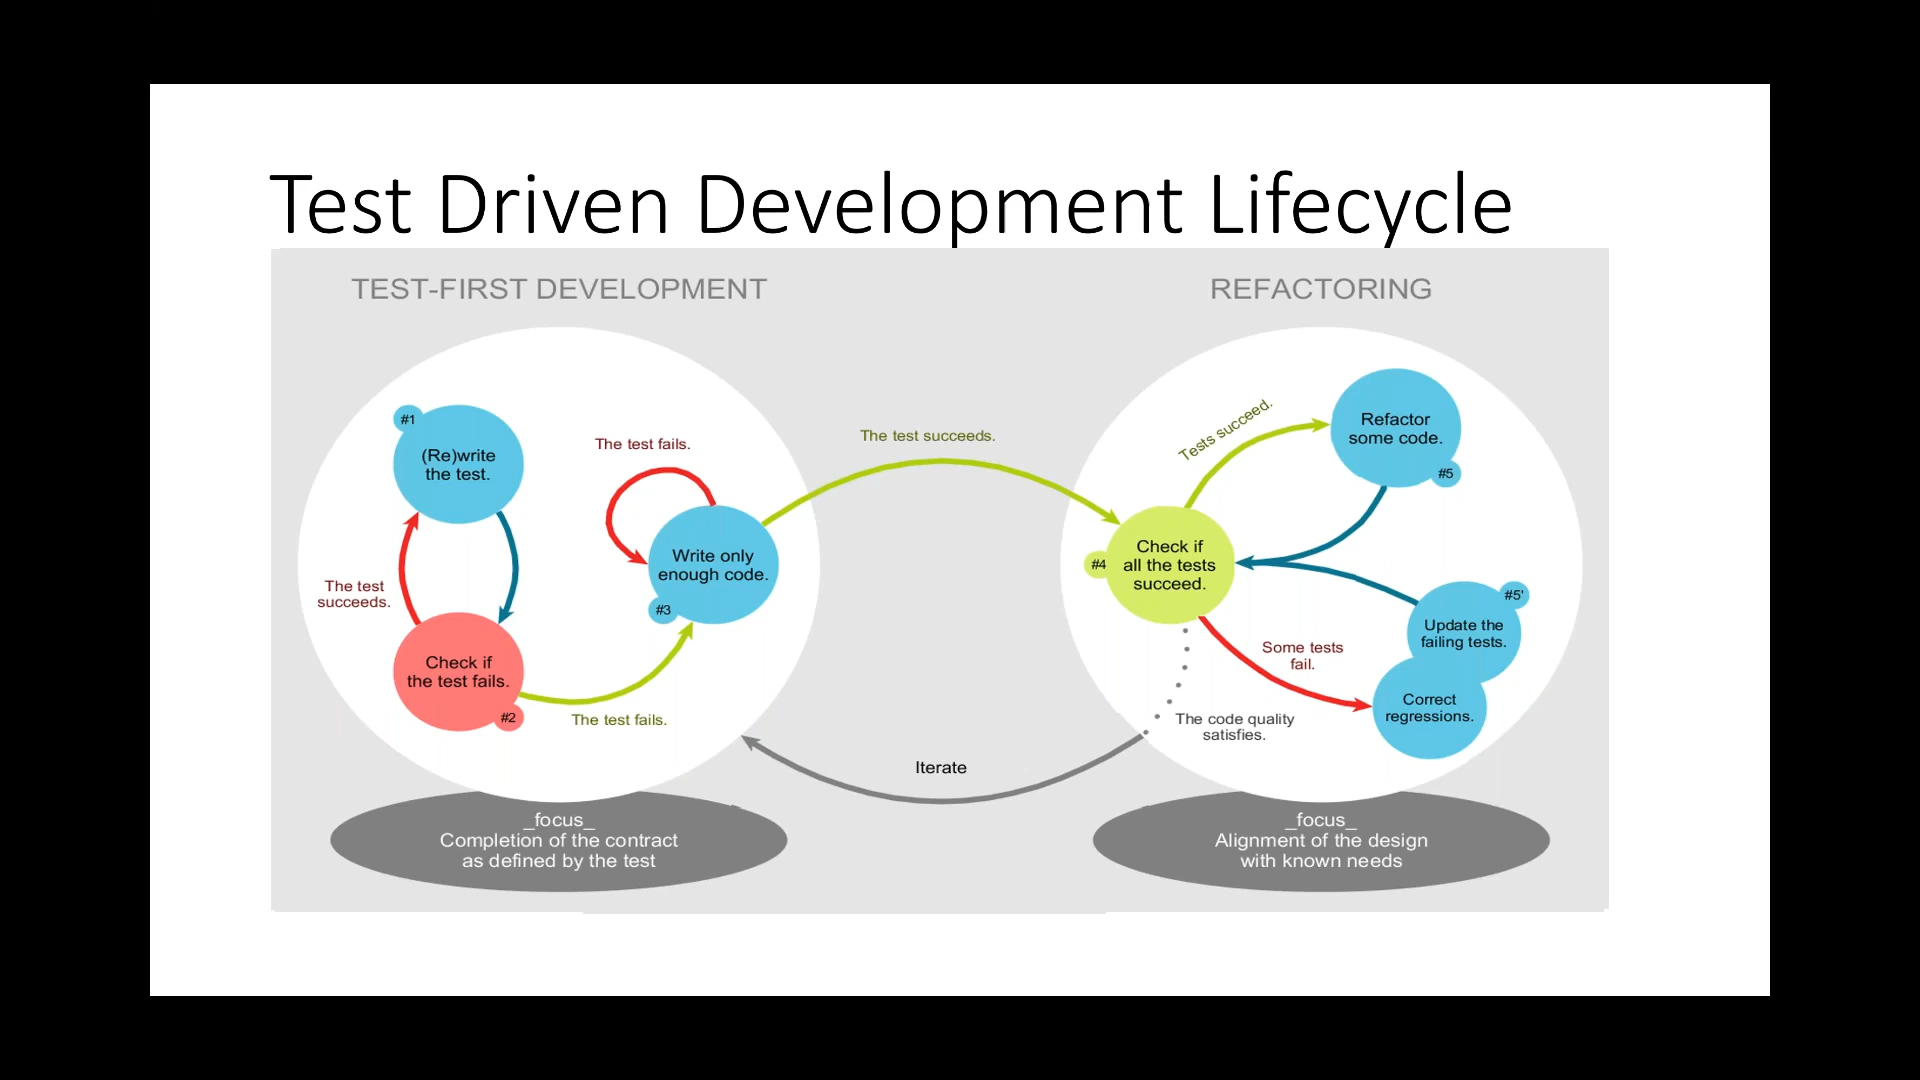 Test Driven Development Lifecycle
TEST-FIRST DEVELOPMENT
REFACTORING
#1
(Re)write
the test.
The test
succeeds.
Check if
the test fails.
#2
The test fails.
The test fails.
Write only
enough code.
#3
The test succeeds.
#4
Check if
all the tests
succeed.
Tests succeed.
Refactor
some code.
#5
Some tests
fail.
#5'
Update the
failing tests.
Correct
regressions.
The code quality
satisfies.
Iterate
_focus_
Completion of the contract
as defined by the test
_focus_
Alignment of the design
with known needs